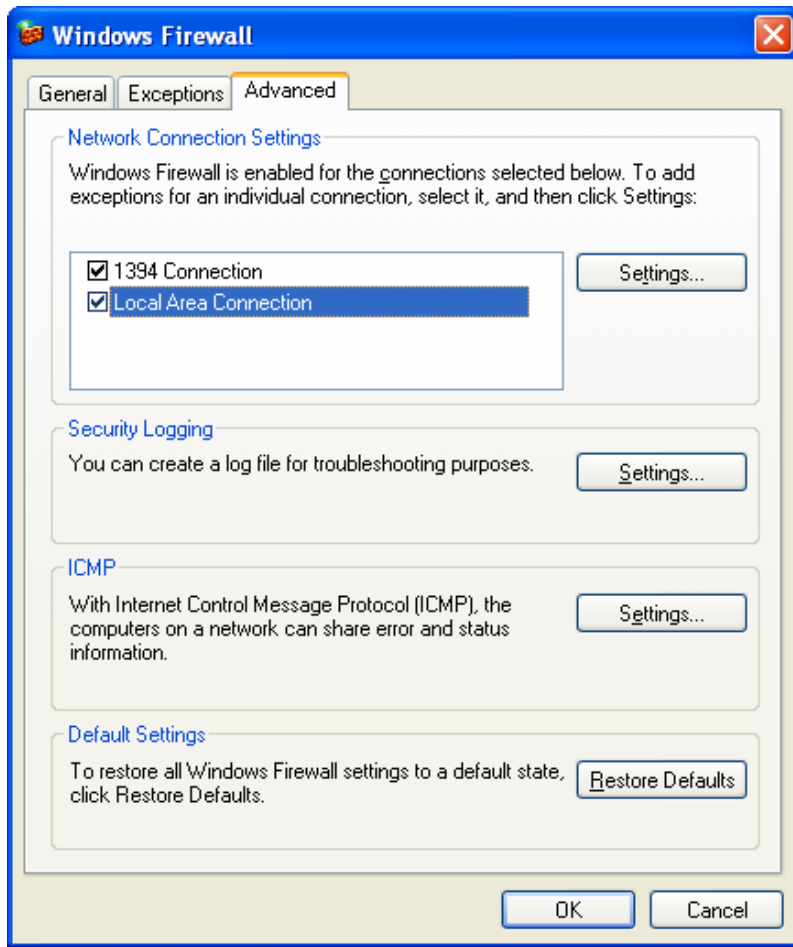 Windows Firewall
General Exceptions Advanced
Network Connection Settings
Windows Firewall is enabled for the connections selected below. To add
exceptions for an individual connection, select it, and then click Settings:
1394 Connection
Settings...
Local Area Connection
Security Logging
You can create a log file for troubleshooting purposes.
Settings...
ICMP
With Internet Control Message Protocol (ICMP), the
computers on a network can share error and status
information.
Settings...
Default Settings
To restore all Windows Firewall settings to a default state,
click Restore Defaults.
Restore Defaults
OK Cancel